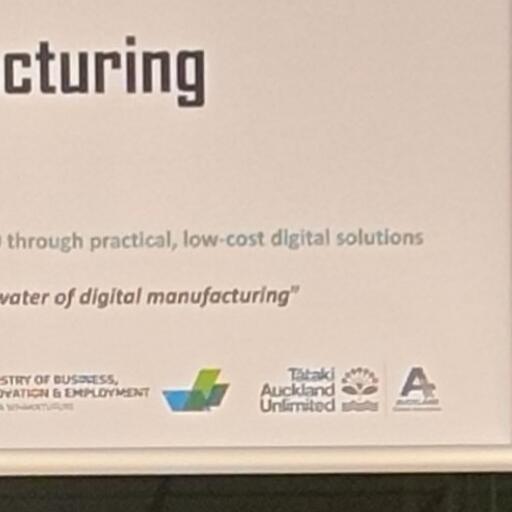 cturing
through practical, low-cost digital solutions
water of digital manufacturing"
STRY OF BUSINESS,
OVATION & EMPLOYMENT
Tātaki
Auckland
Unlimited
AUCKLAND